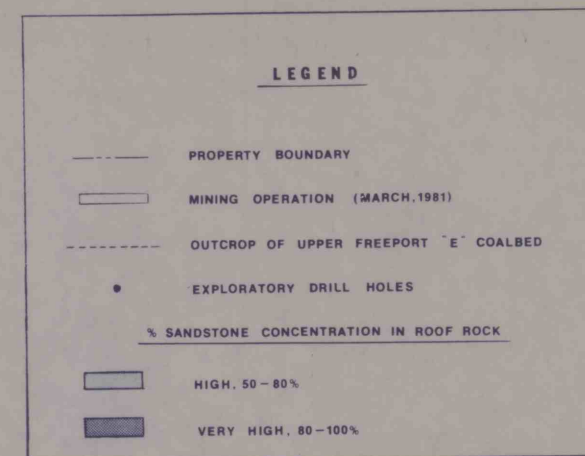 LEGEND
PROPERTY BOUNDARY
MINING OPERATION (MARCH,1981)
OUTCROP OF UPPER FREEPORT "E" COALBED
EXPLORATORY DRILL HOLES
% SANDSTONE CONCENTRATION IN ROOF ROCK
HIGH, 50-80%
VERY HIGH, 80-100%